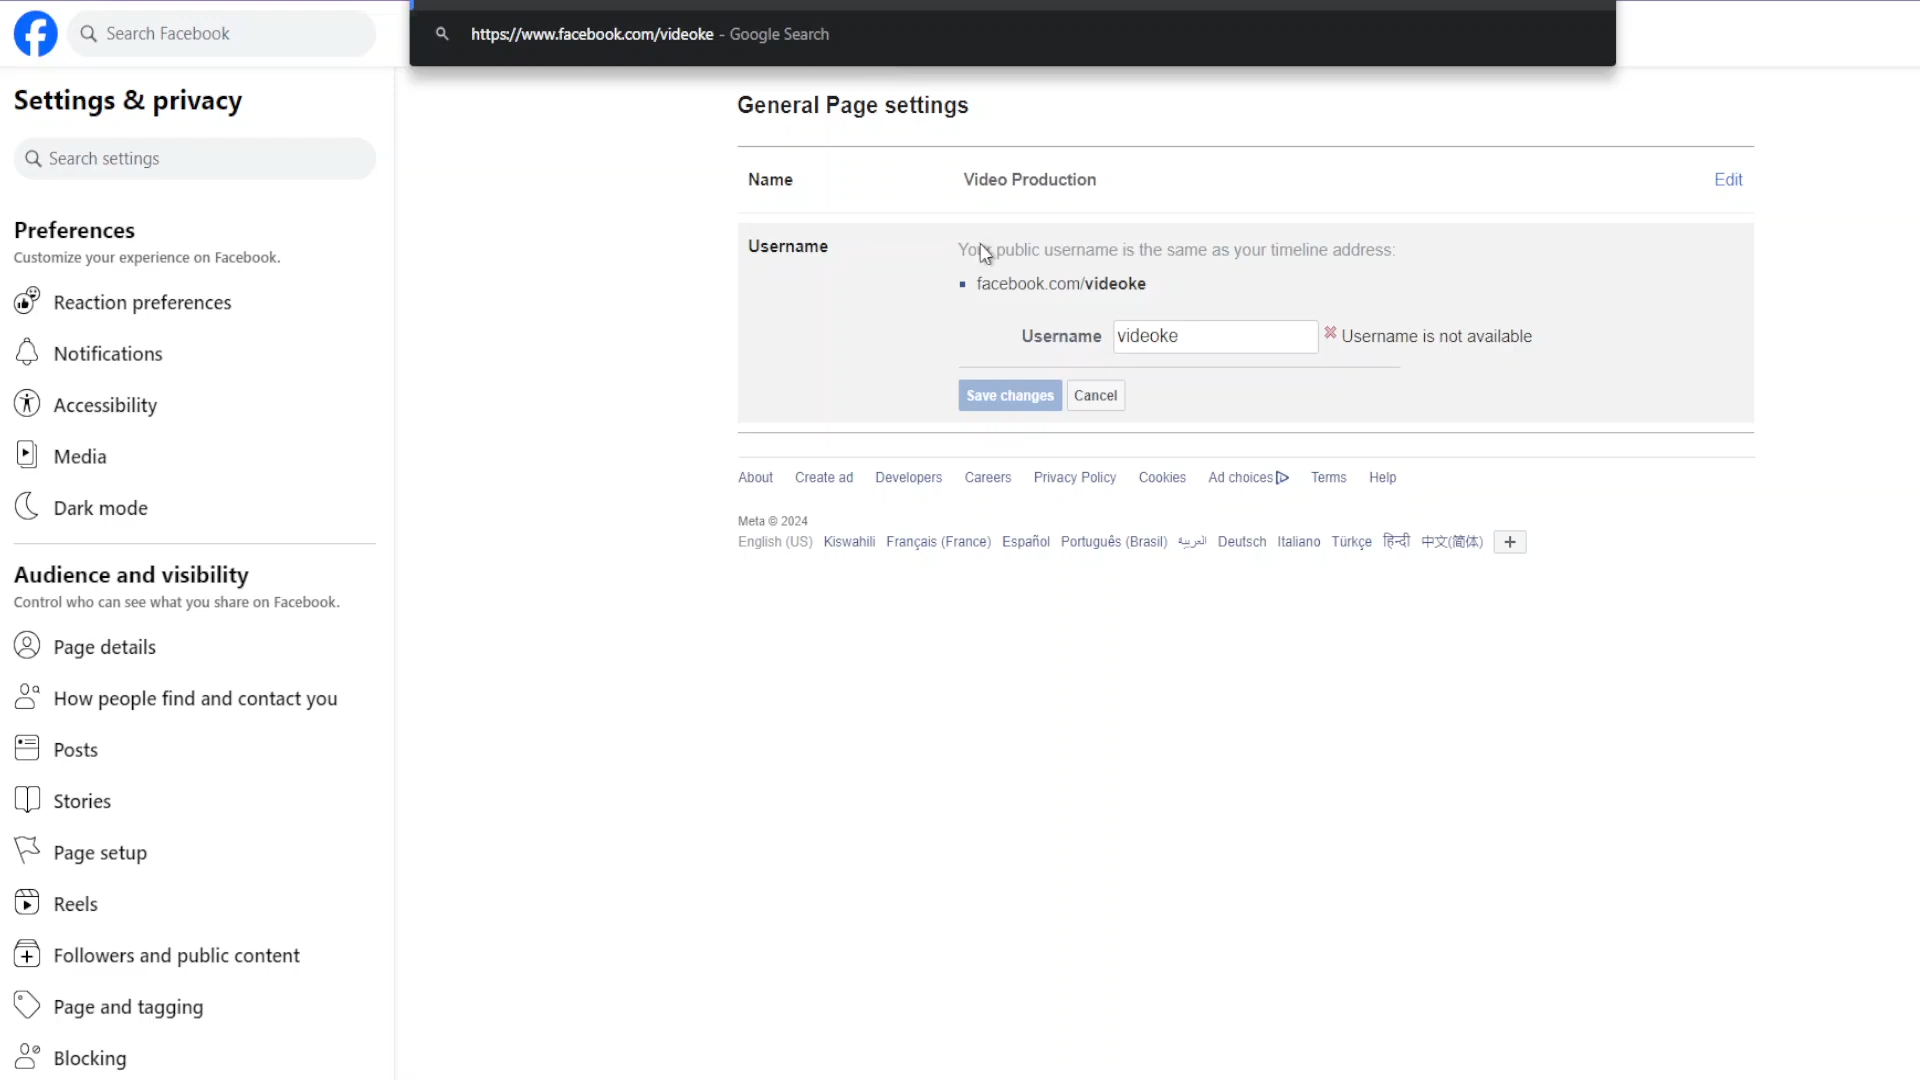 Search Facebook
https://www.facebook.com/videoke - Google Search
Settings & privacy
Search settings
Preferences
Customize your experience on Facebook.
Reaction preferences
Notifications
Accessibility
Media
Dark mode
Audience and visibility
Control who can see what you share on Facebook.
Page details
How people find and contact you
Posts
Stories
Page setup
Reels
Followers and public content
Page and tagging
Blocking
General Page settings
Name Video Production Edit
Username Your public username is the same as your timeline address:
facebook.com/videoke
Username videoke Username is not available
Save changes Cancel
About Create ad Developers Careers Privacy Policy Cookies Ad choices Terms Help
Meta © 2024
English (US) Kiswahili Français (France) Español Português (Brasil) العربية Deutsch Italiano Türkçe हिन्दी 中文(简体) +